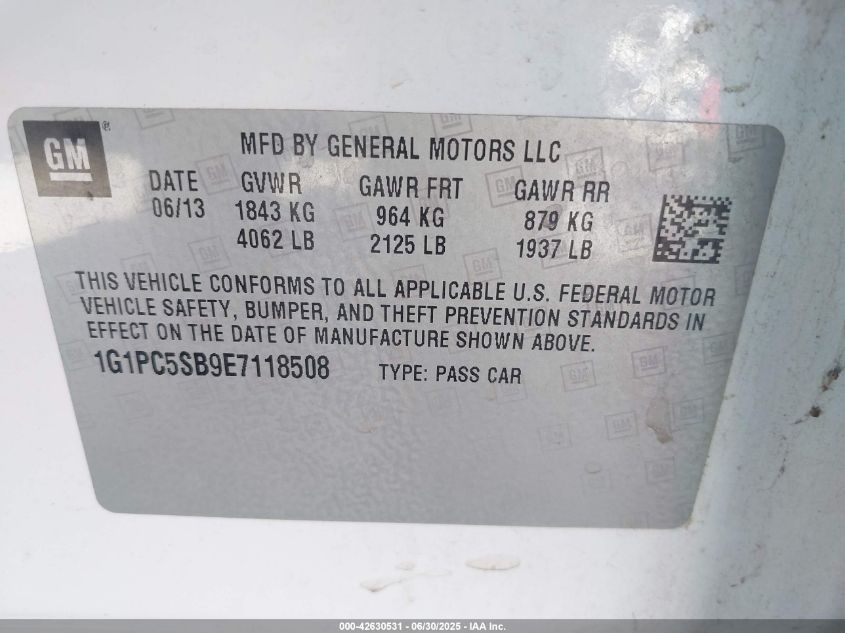 GM®
MFD BY GENERAL MOTORS LLC
DATE GVWR GAWR FRT GAWR RR
06/13 1843 KG 964 KG 879 KG
4062 LB 2125 LB 1937 LB
THIS VEHICLE CONFORMS TO ALL APPLICABLE U.S. FEDERAL MOTOR
VEHICLE SAFETY, BUMPER, AND THEFT PREVENTION STANDARDS IN
EFFECT ON THE DATE OF MANUFACTURE SHOWN ABOVE.
1G1PC5SB9E7118508 TYPE: PASS CAR
000-42630531 - 06/30/2025 - IAA Inc.